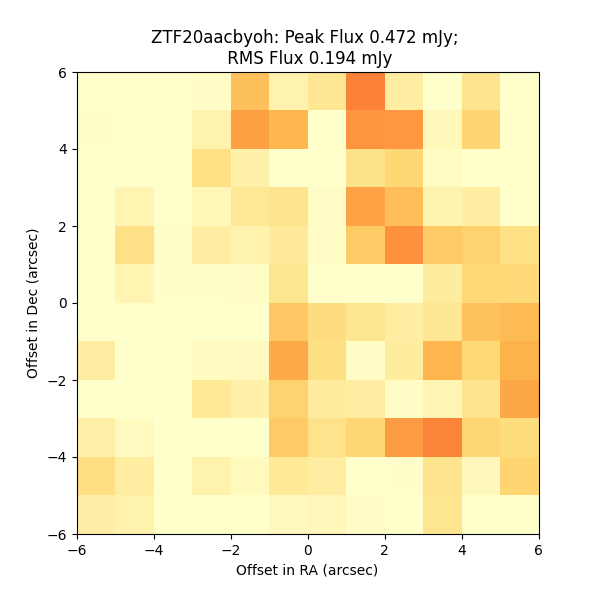 ZTF20aacbyoh: Peak Flux 0.472 mJy;
RMS Flux 0.194 mJy
6
4
2
0
−2
−4
−6
Offset in Dec (arcsec)
−6 −4 −2 0 2 4 6
Offset in RA (arcsec)